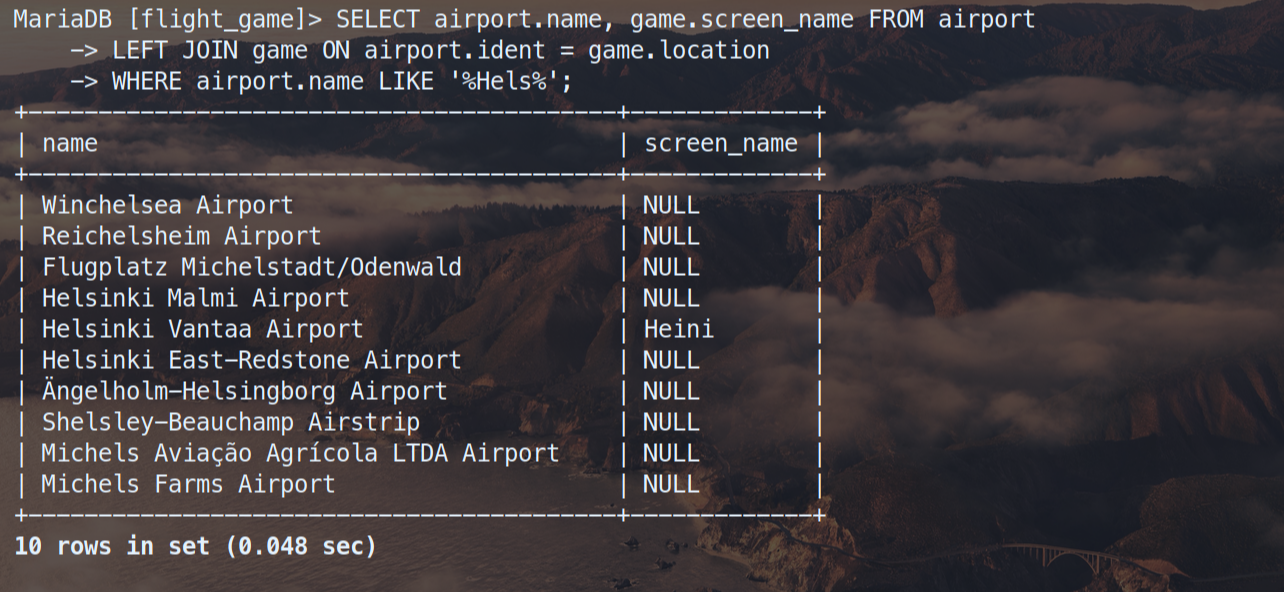 MariaDB [flight_game]> SELECT airport.name, game.screen_name FROM airport
    -> LEFT JOIN game ON airport.ident = game.location
    -> WHERE airport.name LIKE '%Hels%';
+------------------------------------------+-------------+
| name                                     | screen_name |
+------------------------------------------+-------------+
| Winchelsea Airport                       | NULL        |
| Reichelsheim Airport                     | NULL        |
| Flugplatz Michelstadt/Odenwald           | NULL        |
| Helsinki Malmi Airport                   | NULL        |
| Helsinki Vantaa Airport                  | Heini       |
| Helsinki East-Redstone Airport           | NULL        |
| Ängelholm-Helsingborg Airport            | NULL        |
| Shelsley-Beauchamp Airstrip              | NULL        |
| Michels Aviação Agrícola LTDA Airport    | NULL        |
| Michels Farms Airport                    | NULL        |
+------------------------------------------+-------------+
10 rows in set (0.048 sec)